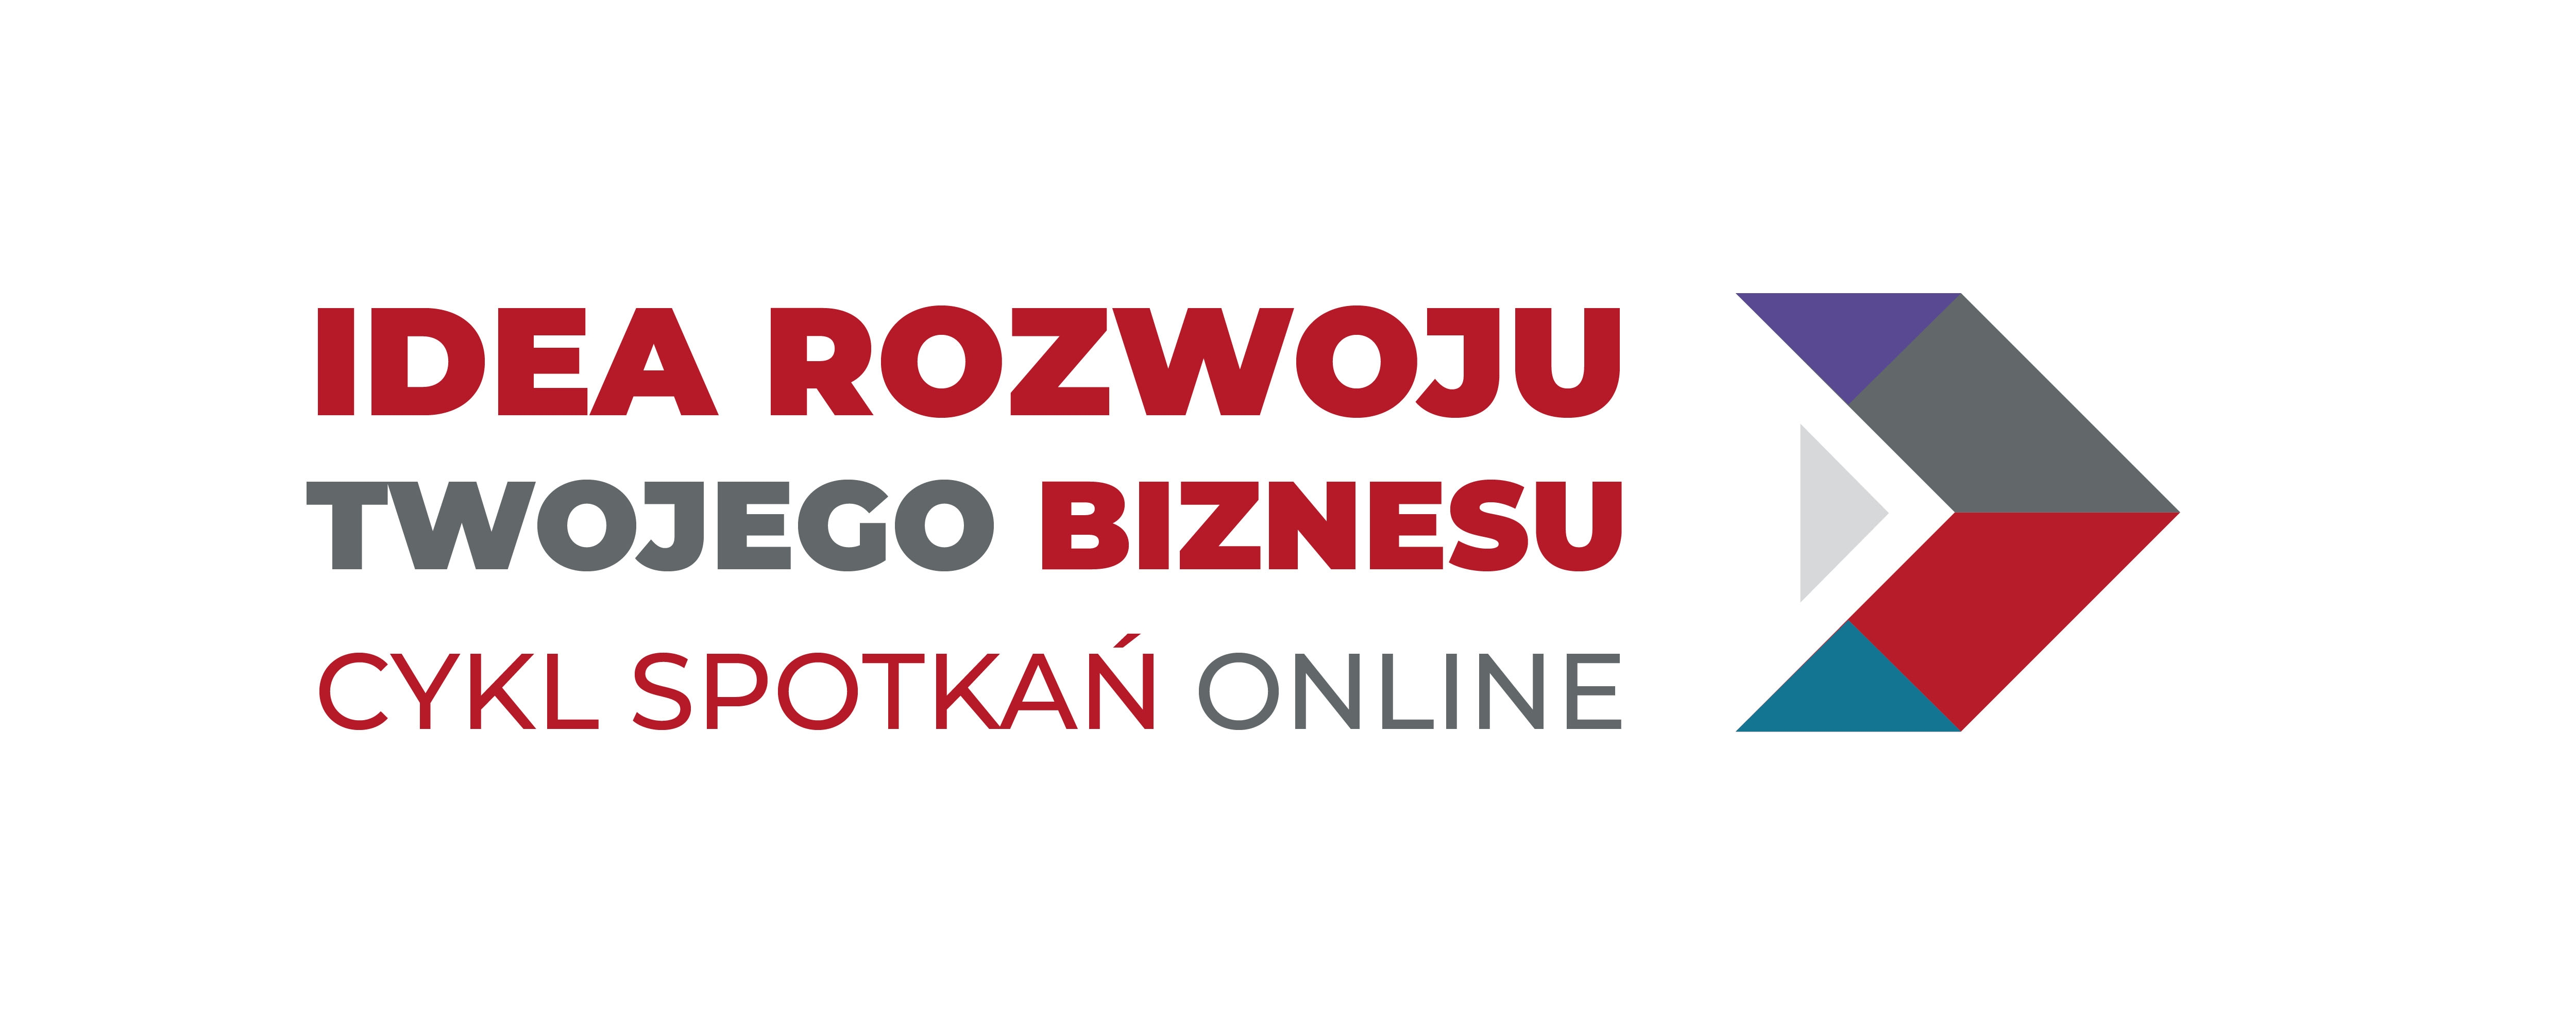 IDEA ROZWOJU
TWOJEGO BIZNESU
CYKL SPOTKAŃ ONLINE